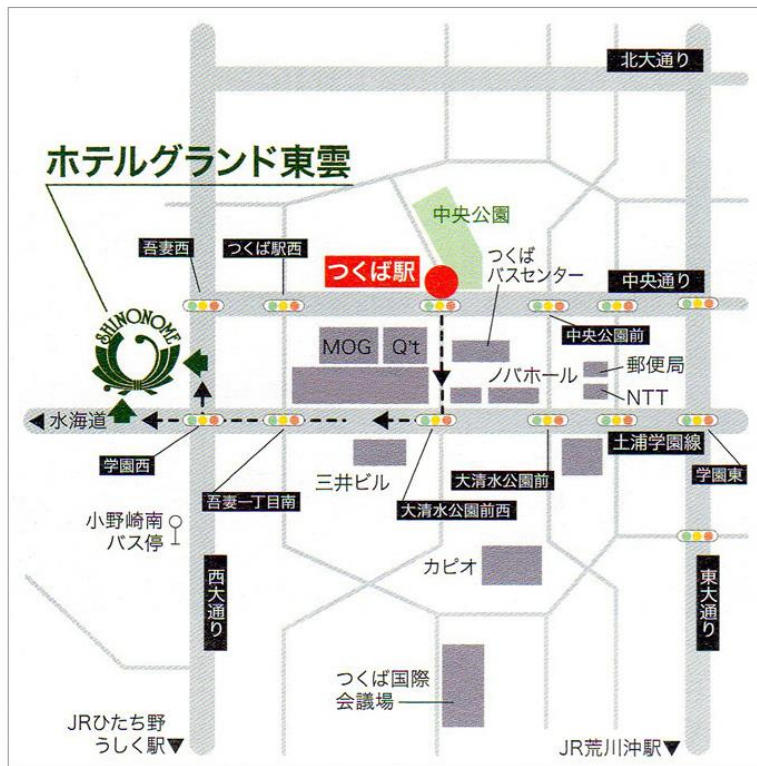 北大通り
ホテルグランド東雲
中央公園
吾妻西
つくば駅西
つくば駅
つくば
バスセンター
中央通り
SHINONOME
中央公園前
MOG
Q't
ノバホール
郵便局
NTT
水海道
土浦学園線
学園西
吾妻一丁目南
三井ビル
大清水公園前西
大清水公園前
学園東
小野崎南
バス停
カピオ
西大通り
東大通り
つくば国際
会議場
JRひたち野
うしく駅▼
JR荒川沖駅▼